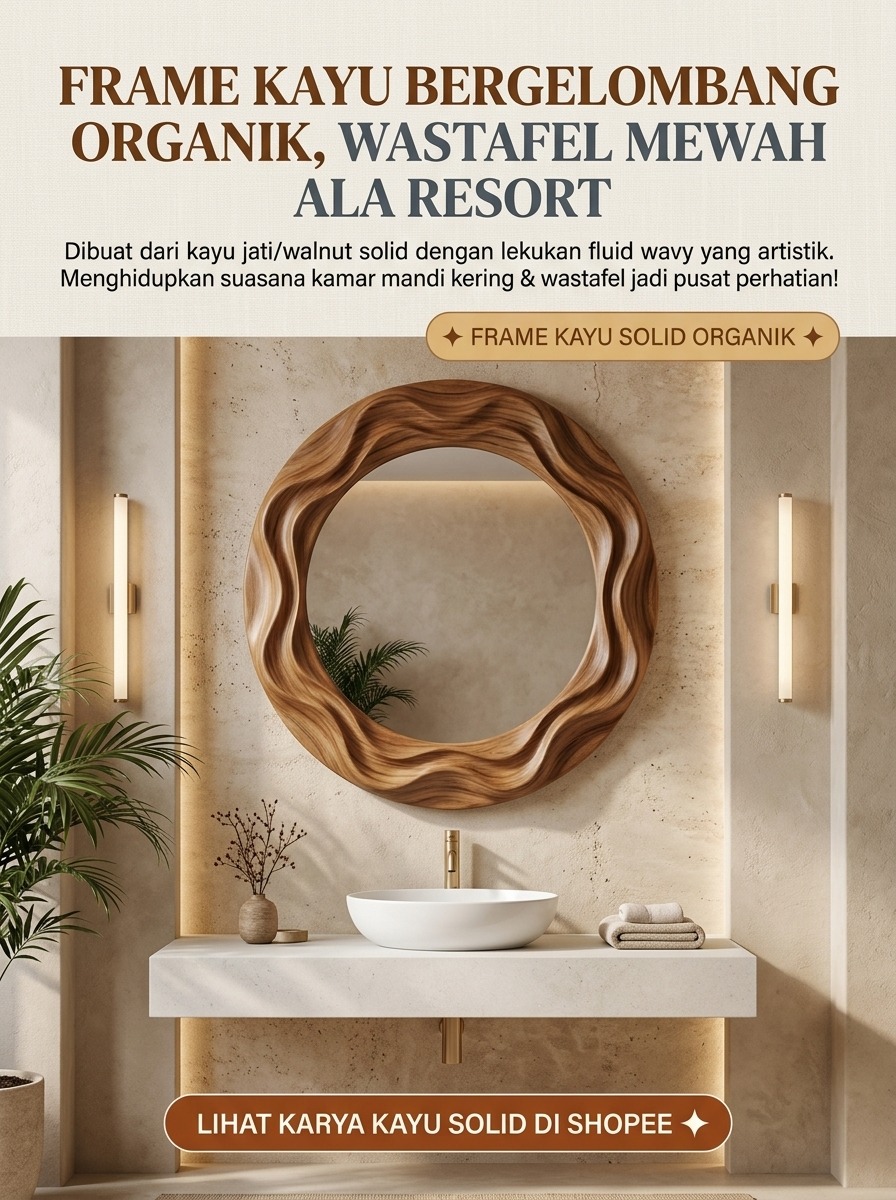 FRAME KAYU BERGELOMBANG
ORGANIK, WASTAFEL MEWAH
ALA RESORT
Dibuat dari kayu jati/walnut solid dengan lekukan fluid wavy yang artistik.
Menghidupkan suasana kamar mandi kering & wastafel jadi pusat perhatian!
✦ FRAME KAYU SOLID ORGANIK ✦
LIHAT KARYA KAYU SOLID DI SHOPEE ✦